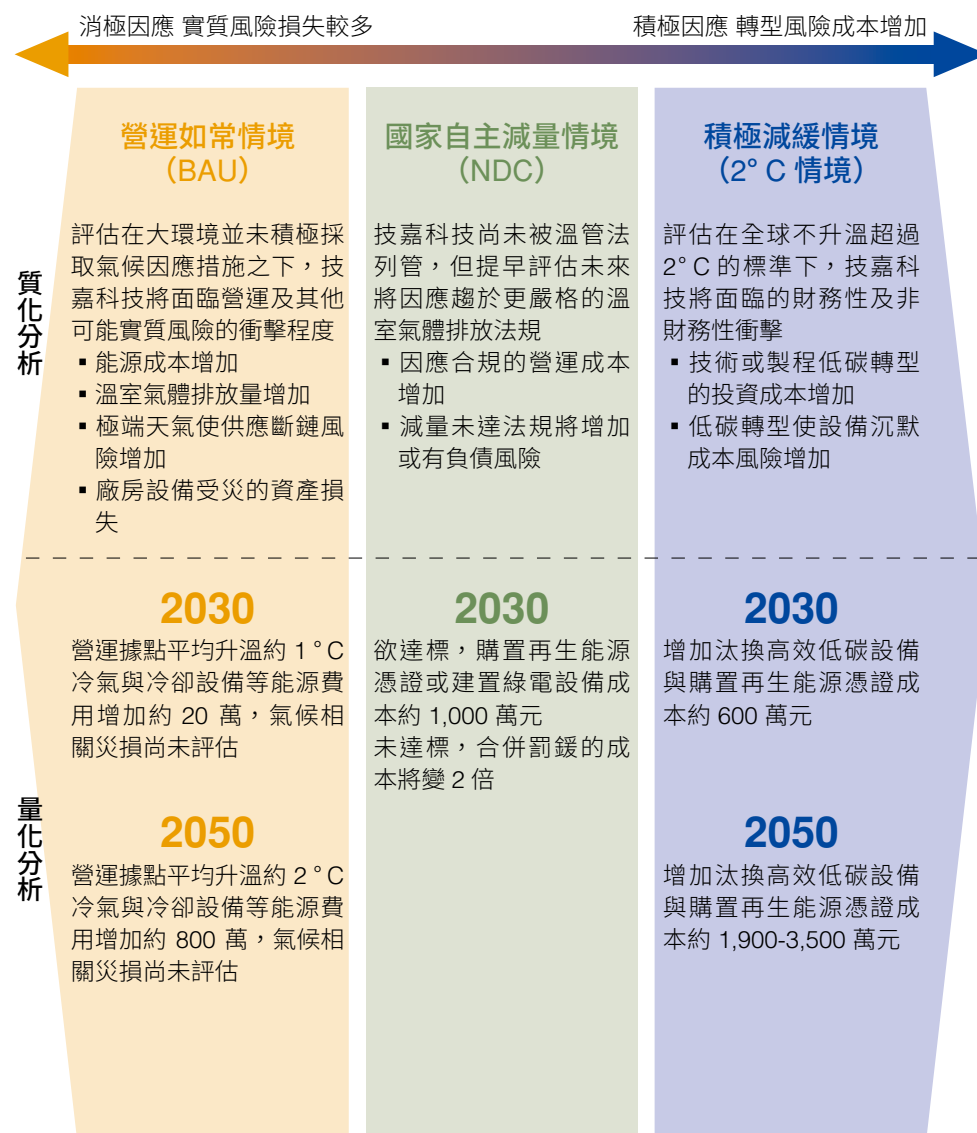 消極因應 實質風險損失較多
積極因應 轉型風險成本增加
質化分析
營運如常情境
（BAU）
評估在大環境並未積極採
取氣候因應措施之下，技
嘉科技將面臨營運及其他
可能實質風險的衝擊程度
▪ 能源成本增加
▪ 溫室氣體排放量增加
▪ 極端天氣使供應斷鏈風
險增加
▪ 廠房設備受災的資產損
失
國家自主減量情境
（NDC）
技嘉科技尚未被溫管法
列管，但提早評估未來
將因應趨於更嚴格的溫
室氣體排放法規
▪ 因應合規的營運成本
增加
▪ 減量未達法規將增加
或有負債風險
積極減緩情境
（2° C 情境）
評估在全球不升溫超過
2° C 的標準下，技嘉科
技將面臨的財務性及非
財務性衝擊
▪ 技術或製程低碳轉型
的投資成本增加
▪ 低碳轉型使設備沉默
成本風險增加
量化分析
2030
營運據點平均升溫約 1 ° C
冷氣與冷卻設備等能源費
用增加約 20 萬，氣候相
關災損尚未評估
2050
營運據點平均升溫約 2 ° C
冷氣與冷卻設備等能源費
用增加約 800 萬，氣候相
關災損尚未評估
2030
欲達標，購置再生能源
憑證或建置綠電設備成
本約 1,000 萬元
未達標，合併罰鍰的成
本將變 2 倍
2030
增加汰換高效低碳設備
與購置再生能源憑證成
本約 600 萬元
2050
增加汰換高效低碳設備
與購置再生能源憑證成
本約 1,900-3,500 萬元